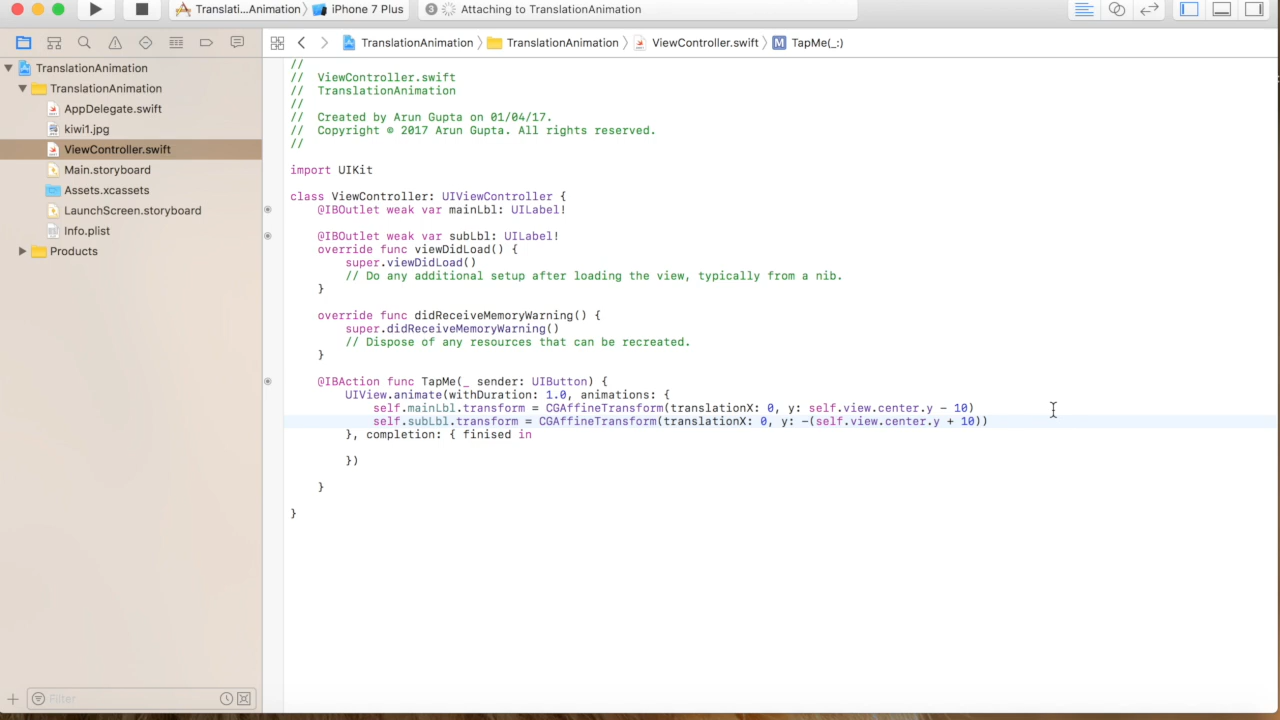 Translati...Animation 〉 iPhone 7 Plus
3 Attaching to TranslationAnimation
TranslationAnimation 〉 TranslationAnimation 〉 ViewController.swift 〉 M TapMe(_:)
TranslationAnimation
TranslationAnimation
AppDelegate.swift
kiwi1.jpg
ViewController.swift
Main.storyboard
Assets.xcassets
LaunchScreen.storyboard
Info.plist
Products
Filter
//
//  ViewController.swift
//  TranslationAnimation
//
//  Created by Arun Gupta on 01/04/17.
//  Copyright © 2017 Arun Gupta. All rights reserved.
//
import UIKit
class ViewController: UIViewController {
    @IBOutlet weak var mainLbl: UILabel!
    @IBOutlet weak var subLbl: UILabel!
    override func viewDidLoad() {
        super.viewDidLoad()
        // Do any additional setup after loading the view, typically from a nib.
    }
    override func didReceiveMemoryWarning() {
        super.didReceiveMemoryWarning()
        // Dispose of any resources that can be recreated.
    }
    @IBAction func TapMe(_ sender: UIButton) {
        UIView.animate(withDuration: 1.0, animations: {
            self.mainLbl.transform = CGAffineTransform(translationX: 0, y: self.view.center.y - 10)
            self.subLbl.transform = CGAffineTransform(translationX: 0, y: -(self.view.center.y + 10))
        }, completion: { finised in
        })
    }
}